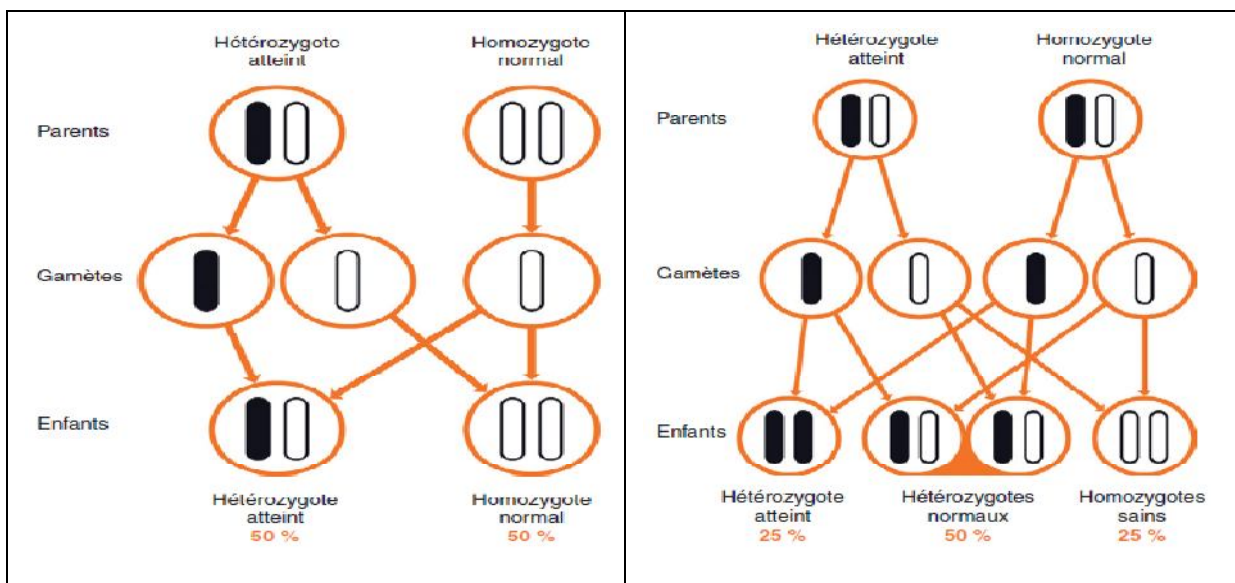 Hétérozygote
atteint
Homozygote
normal
Parents
Gamètes
Enfants
Hétérozygote
atteint
50 %
Homozygote
normal
50 %
Hétérozygote
atteint
Homozygote
normal
Parents
Gamètes
Enfants
Hétérozygote
atteint
25 %
Hétérozygotes
normaux
50 %
Homozygotes
sains
25 %